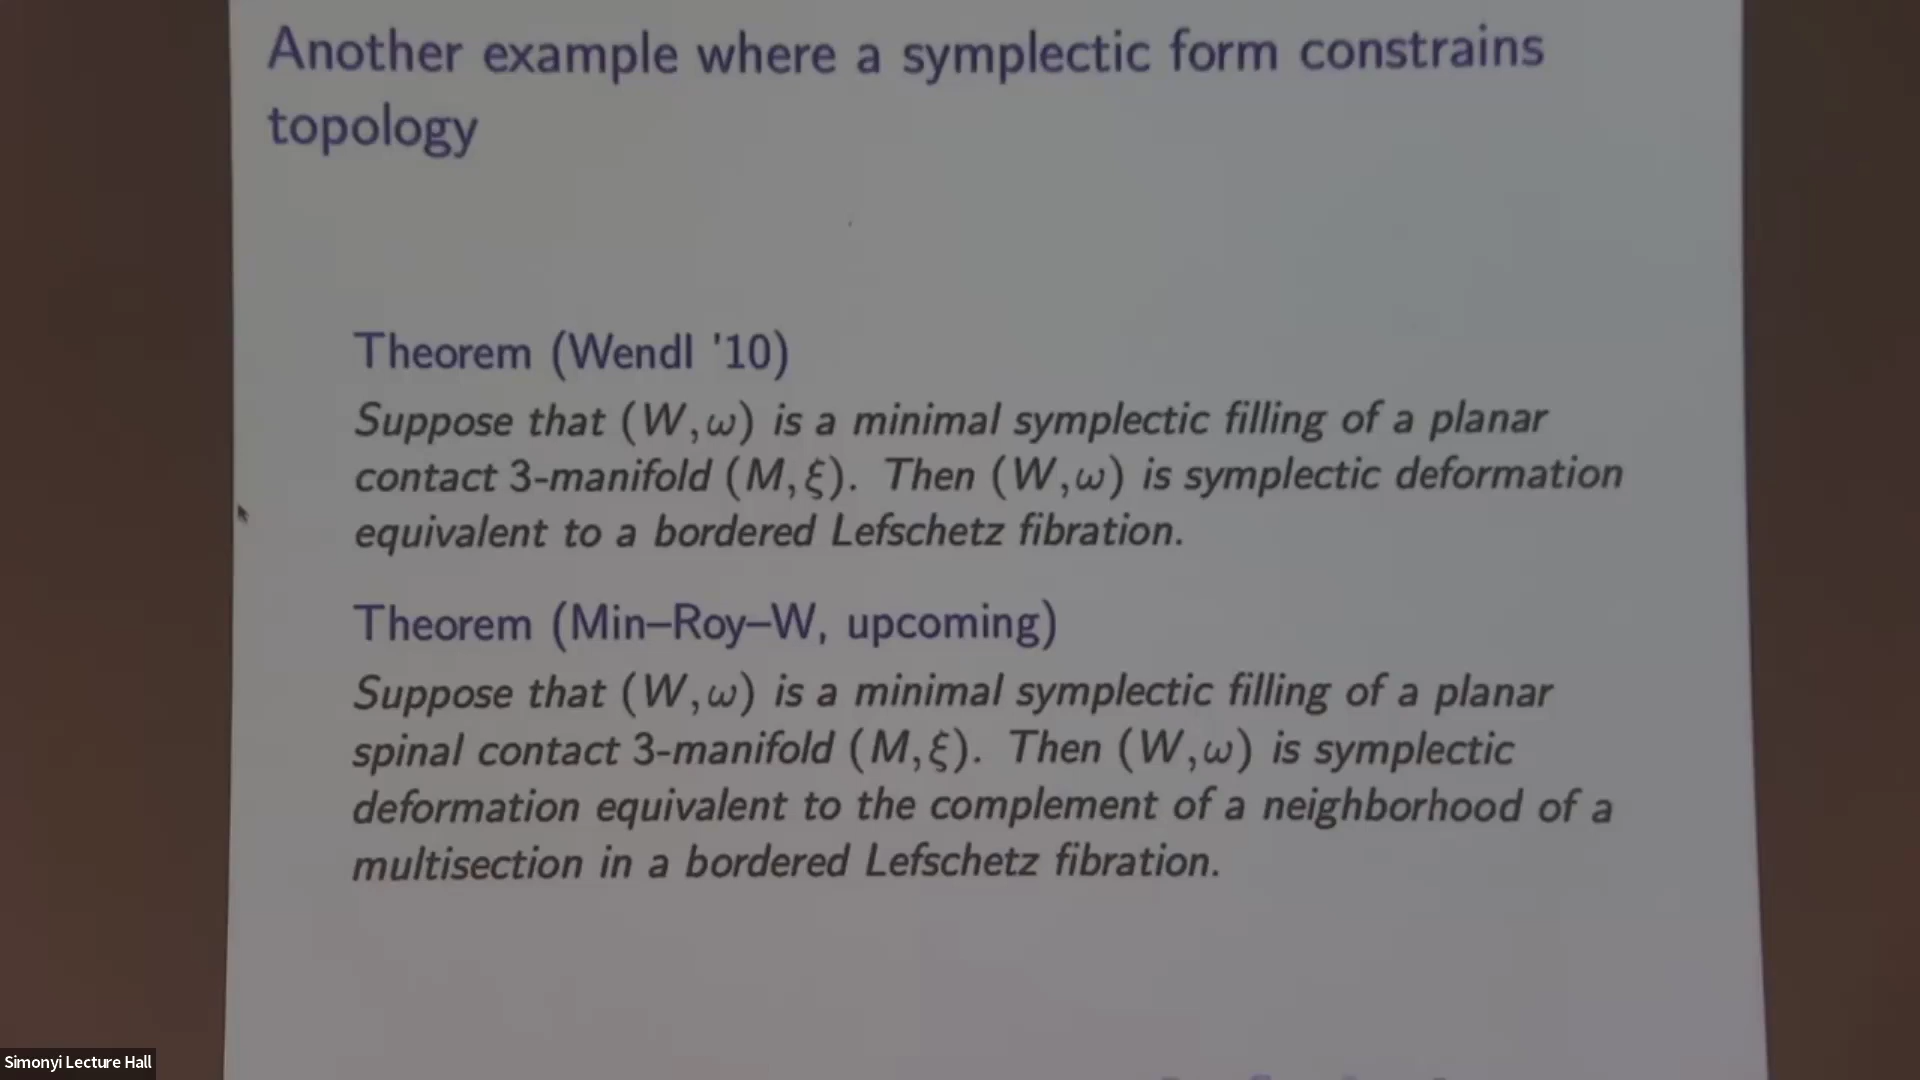 Another example where a symplectic form constrains
topology
Theorem (Wendl '10)
Suppose that (W, ω) is a minimal symplectic filling of a planar
contact 3-manifold (M, ξ). Then (W, ω) is symplectic deformation
equivalent to a bordered Lefschetz fibration.
Theorem (Min–Roy–W, upcoming)
Suppose that (W, ω) is a minimal symplectic filling of a planar
spinal contact 3-manifold (M, ξ). Then (W, ω) is symplectic
deformation equivalent to the complement of a neighborhood of a
multisection in a bordered Lefschetz fibration.
Simonyi Lecture Hall